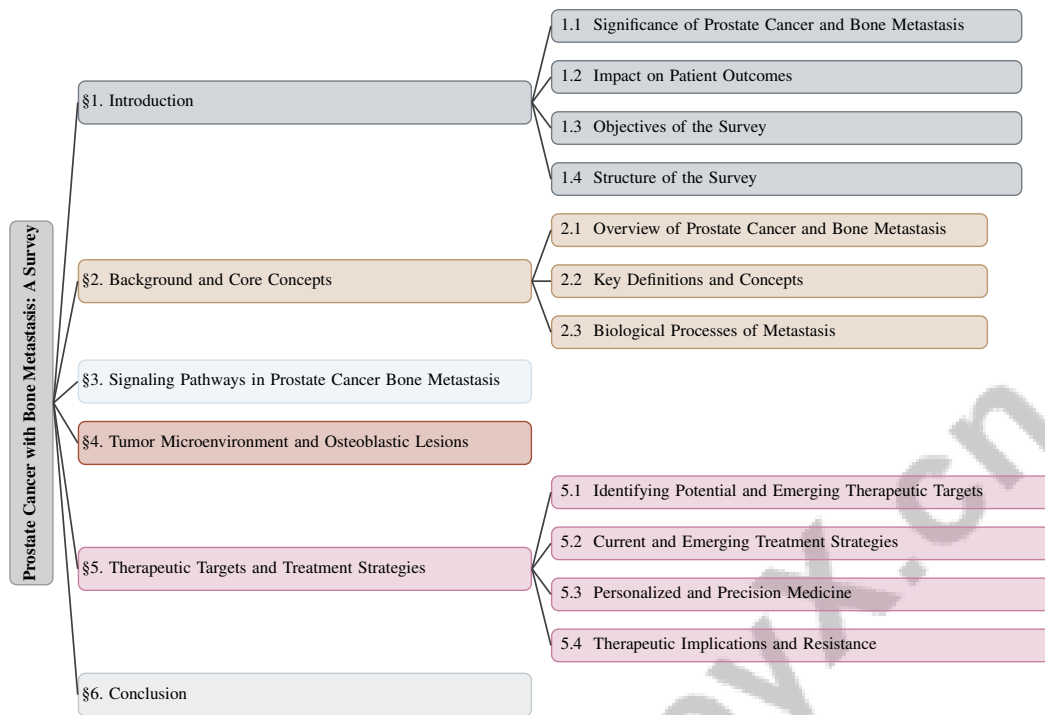 Prostate Cancer with Bone Metastasis: A Survey
§1. Introduction
1.1 Significance of Prostate Cancer and Bone Metastasis
1.2 Impact on Patient Outcomes
1.3 Objectives of the Survey
1.4 Structure of the Survey
§2. Background and Core Concepts
2.1 Overview of Prostate Cancer and Bone Metastasis
2.2 Key Definitions and Concepts
2.3 Biological Processes of Metastasis
§3. Signaling Pathways in Prostate Cancer Bone Metastasis
§4. Tumor Microenvironment and Osteoblastic Lesions
§5. Therapeutic Targets and Treatment Strategies
5.1 Identifying Potential and Emerging Therapeutic Targets
5.2 Current and Emerging Treatment Strategies
5.3 Personalized and Precision Medicine
5.4 Therapeutic Implications and Resistance
§6. Conclusion